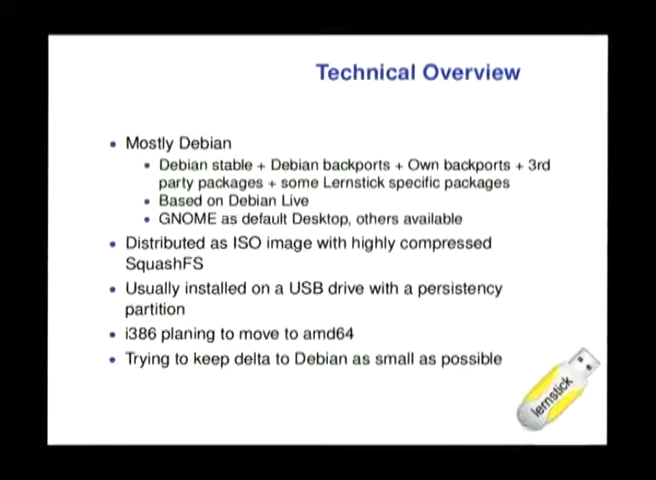 Technical Overview
Mostly Debian
Debian stable + Debian backports + Own backports + 3rd
party packages + some Lernstick specific packages
Based on Debian Live
GNOME as default Desktop, others available
Distributed as ISO image with highly compressed
SquashFS
Usually installed on a USB drive with a persistency
partition
i386 planing to move to amd64
Trying to keep delta to Debian as small as possible
lernstick